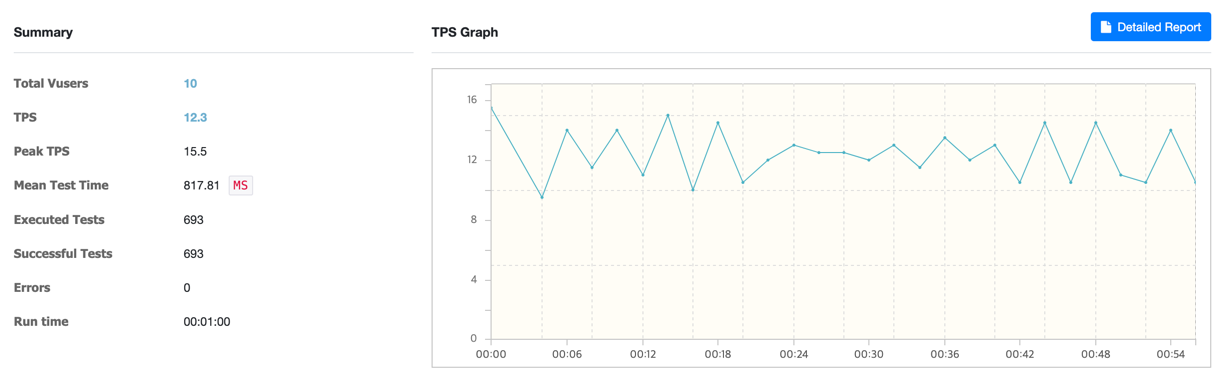 Summary
Total Vusers 10
TPS 12.3
Peak TPS 15.5
Mean Test Time 817.81 MS
Executed Tests 693
Successful Tests 693
Errors 0
Run time 00:01:00
TPS Graph
Detailed Report
16
12
8
4
0
00:00 00:06 00:12 00:18 00:24 00:30 00:36 00:42 00:48 00:54